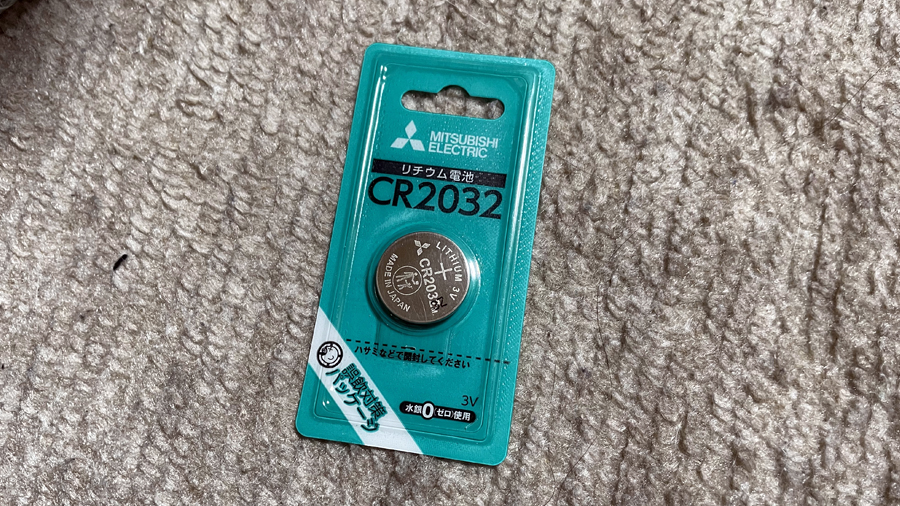 MITSUBISHI
ELECTRIC
リチウム電池
CR2032
LITHIUM 3V
CR2032
MADE IN JAPAN
ハサミなどで開封してください
誤飲対策
パッケージ
3V
水銀0(ゼロ)使用